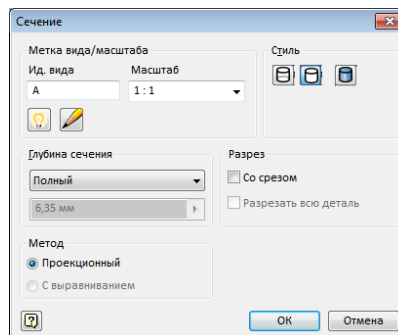 Сечение
Метка вида/масштаба
Стиль
Ид. вида
Масштаб
A
1 : 1
Глубина сечения
Разрез
Полный
Со срезом
6,35 мм
Разрезать всю деталь
Метод
Проекционный
С выравниванием
ОК
Отмена